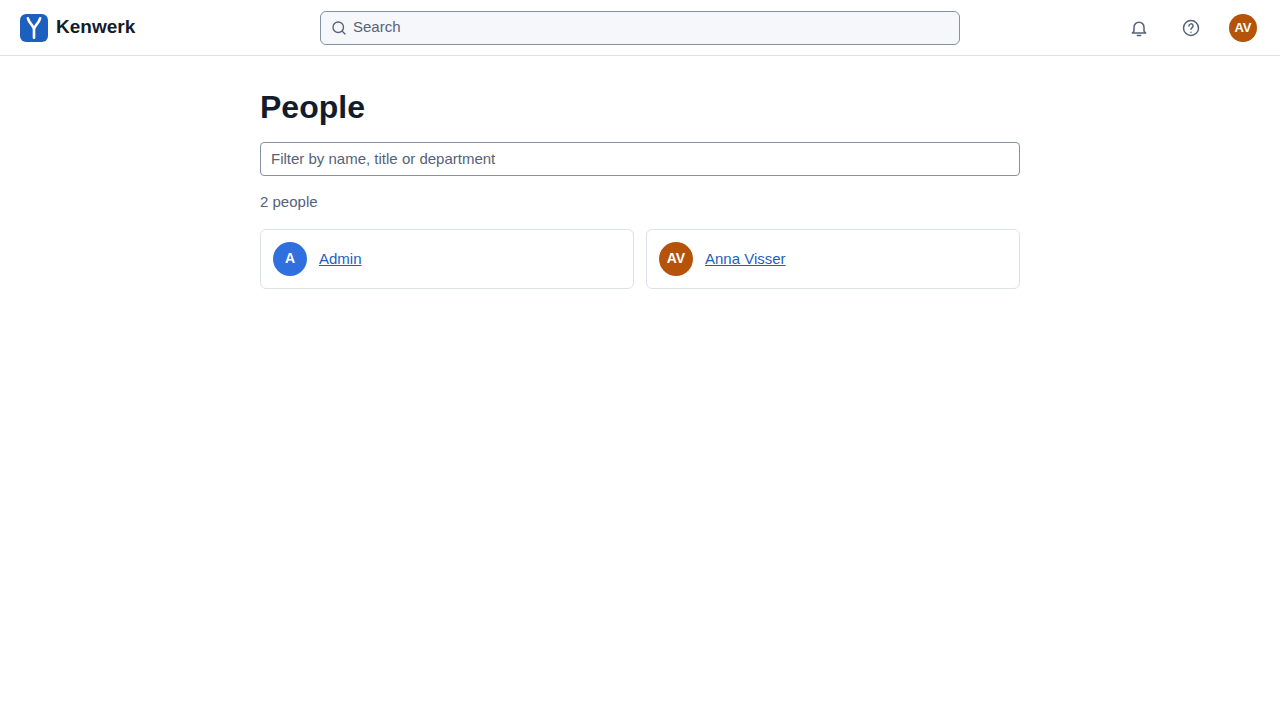 Kenwerk
Search
AV
People
Filter by name, title or department
2 people
A
Admin
AV
Anna Visser